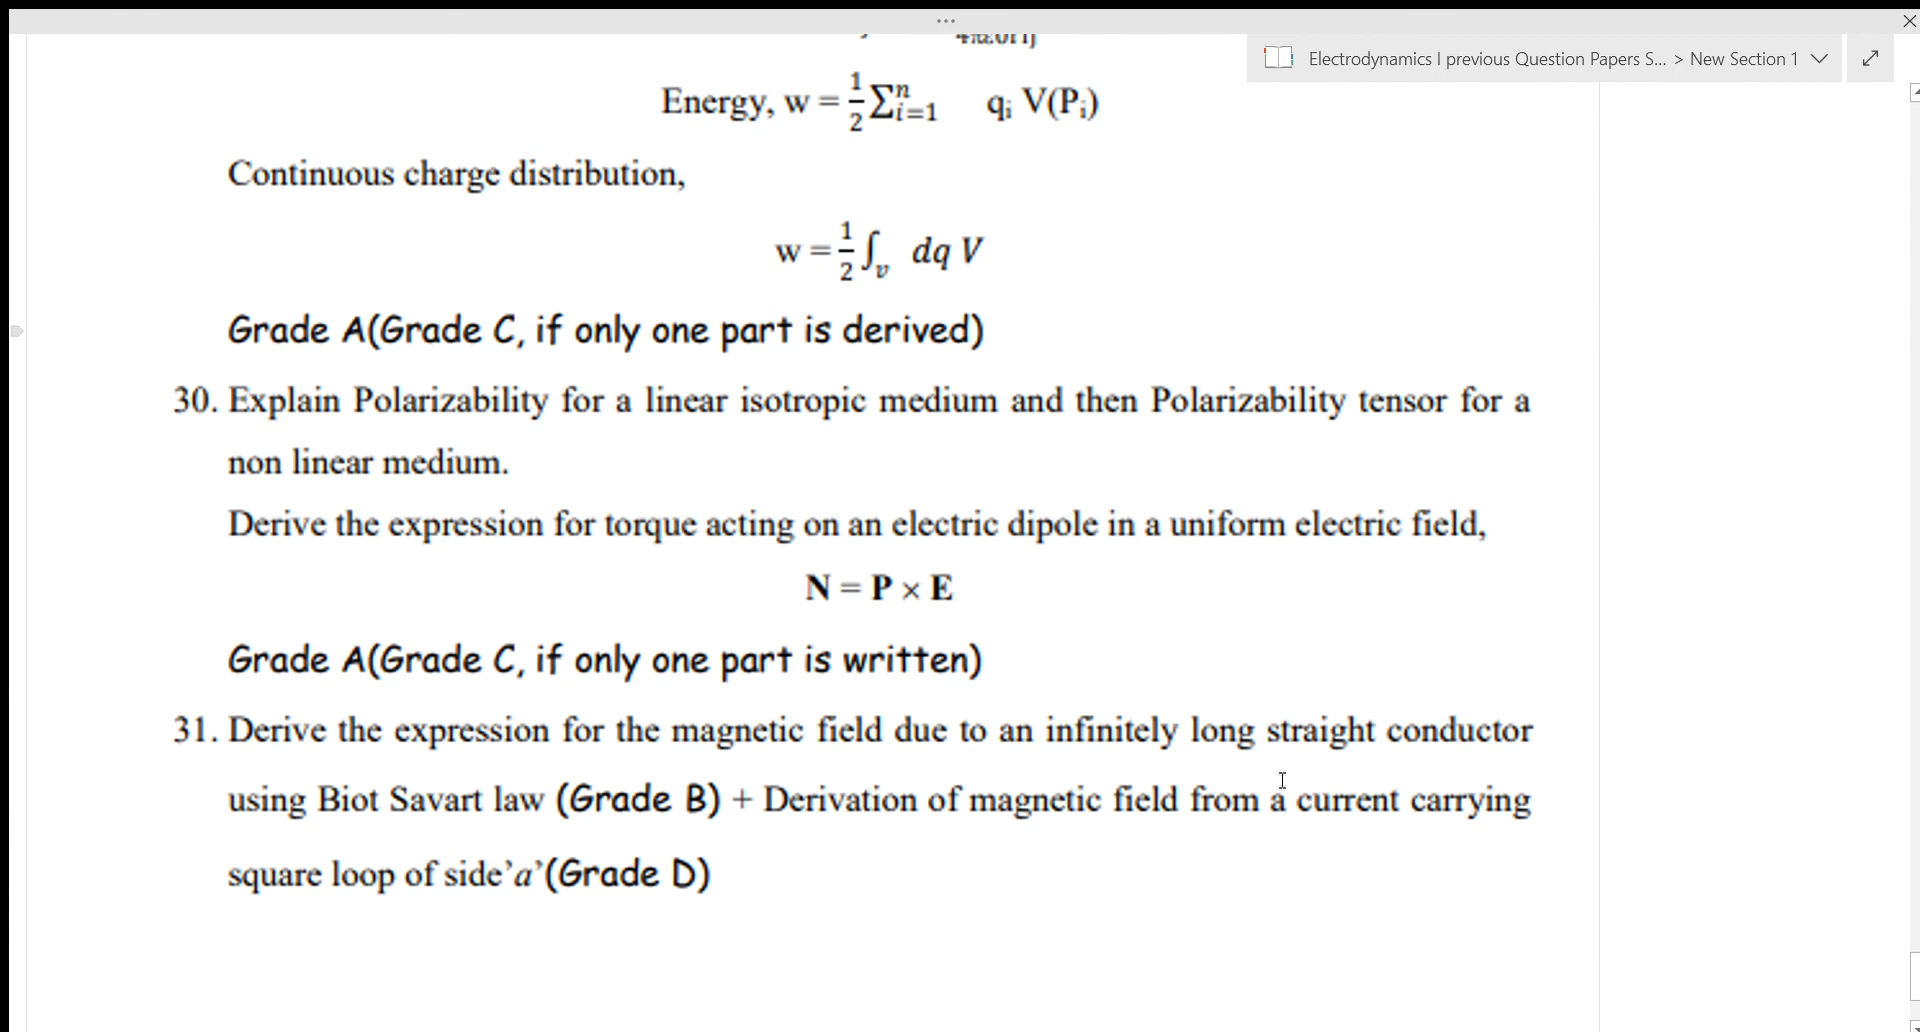 ...
Electrodynamics I previous Question Papers S... > New Section 1
Energy, w = 1/2 ∑ⁿᵢ₌₁ qᵢ V(Pᵢ)
Continuous charge distribution,
w = 1/2 ∫ᵥ dq V
Grade A(Grade C, if only one part is derived)
30. Explain Polarizability for a linear isotropic medium and then Polarizability tensor for a
non linear medium.
Derive the expression for torque acting on an electric dipole in a uniform electric field,
N = P × E
Grade A(Grade C, if only one part is written)
31. Derive the expression for the magnetic field due to an infinitely long straight conductor
using Biot Savart law (Grade B) + Derivation of magnetic field from a current carrying
square loop of side’a’(Grade D)